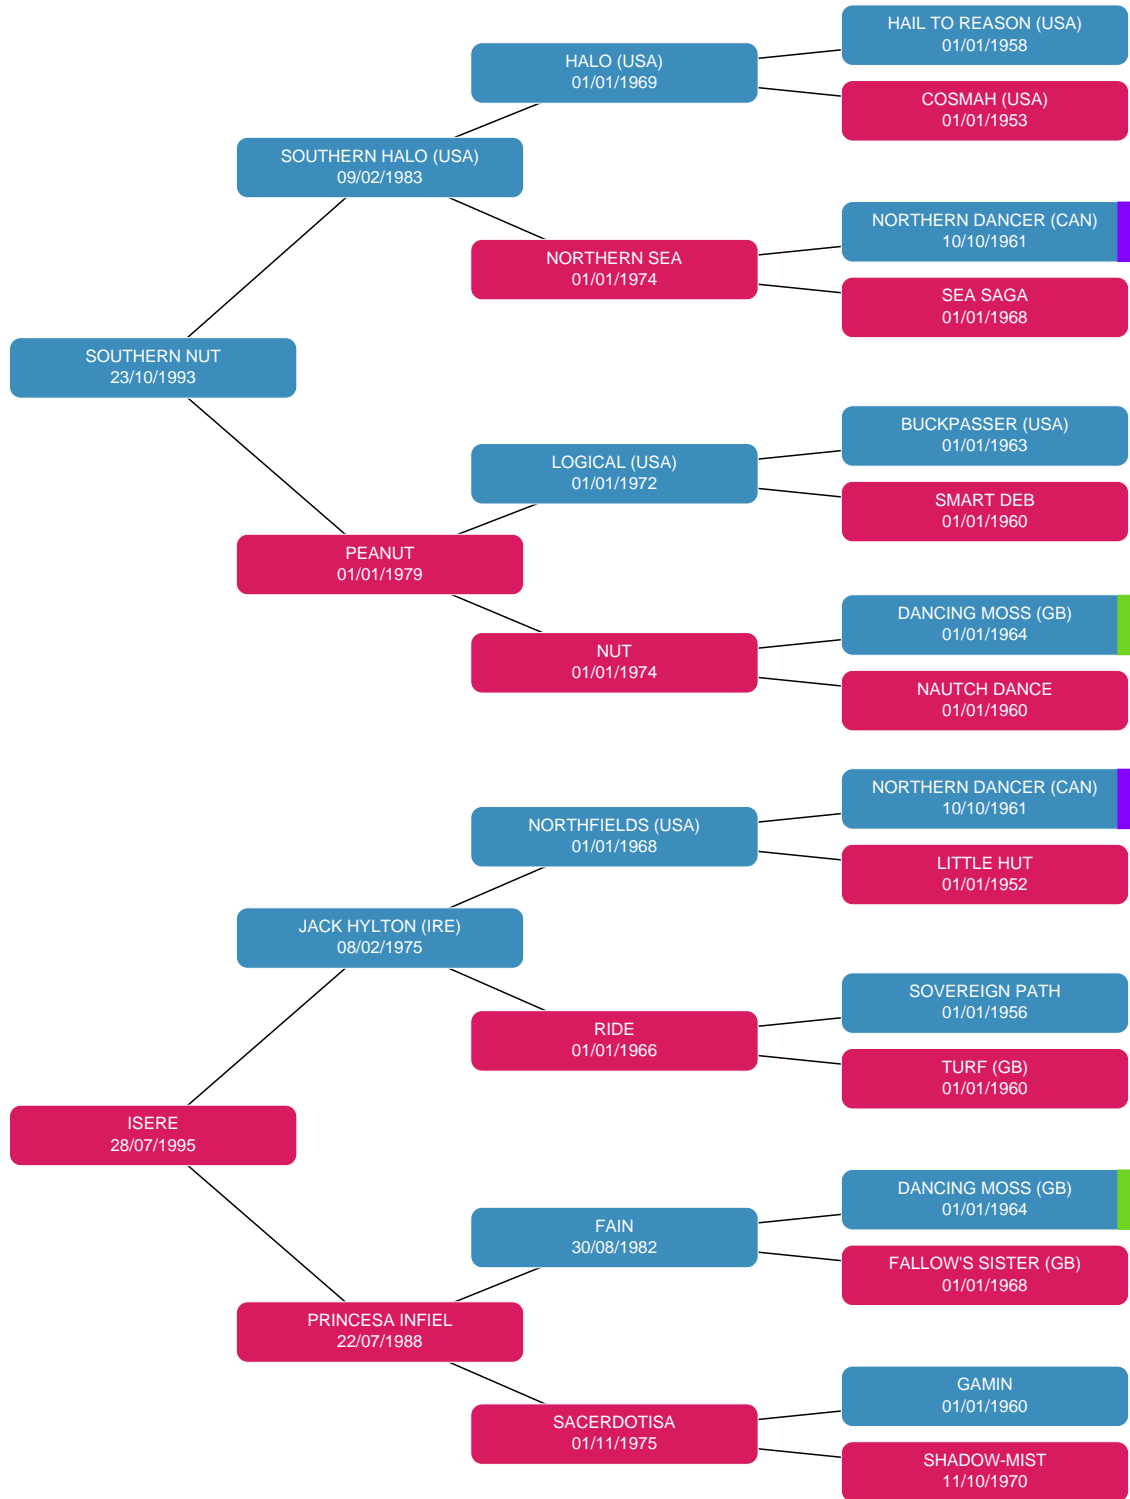 HAIL TO REASON (USA)
01/01/1958
HALO (USA)
01/01/1969
COSMAH (USA)
01/01/1953
SOUTHERN HALO (USA)
09/02/1983
NORTHERN DANCER (CAN)
10/10/1961
NORTHERN SEA
01/01/1974
SEA SAGA
01/01/1968
SOUTHERN NUT
23/10/1993
BUCKPASSER (USA)
01/01/1963
LOGICAL (USA)
01/01/1972
SMART DEB
01/01/1960
PEANUT
01/01/1979
DANCING MOSS (GB)
01/01/1964
NUT
01/01/1974
NAUTCH DANCE
01/01/1960
NORTHERN DANCER (CAN)
10/10/1961
NORTHFIELDS (USA)
01/01/1968
LITTLE HUT
01/01/1952
JACK HYLTON (IRE)
08/02/1975
SOVEREIGN PATH
01/01/1956
RIDE
01/01/1966
TURF (GB)
01/01/1960
ISERE
28/07/1995
DANCING MOSS (GB)
01/01/1964
FAIN
30/08/1982
FALLOW'S SISTER (GB)
01/01/1968
PRINCESA INFIEL
22/07/1988
GAMIN
01/01/1960
SACERDOTISA
01/11/1975
SHADOW-MIST
11/10/1970